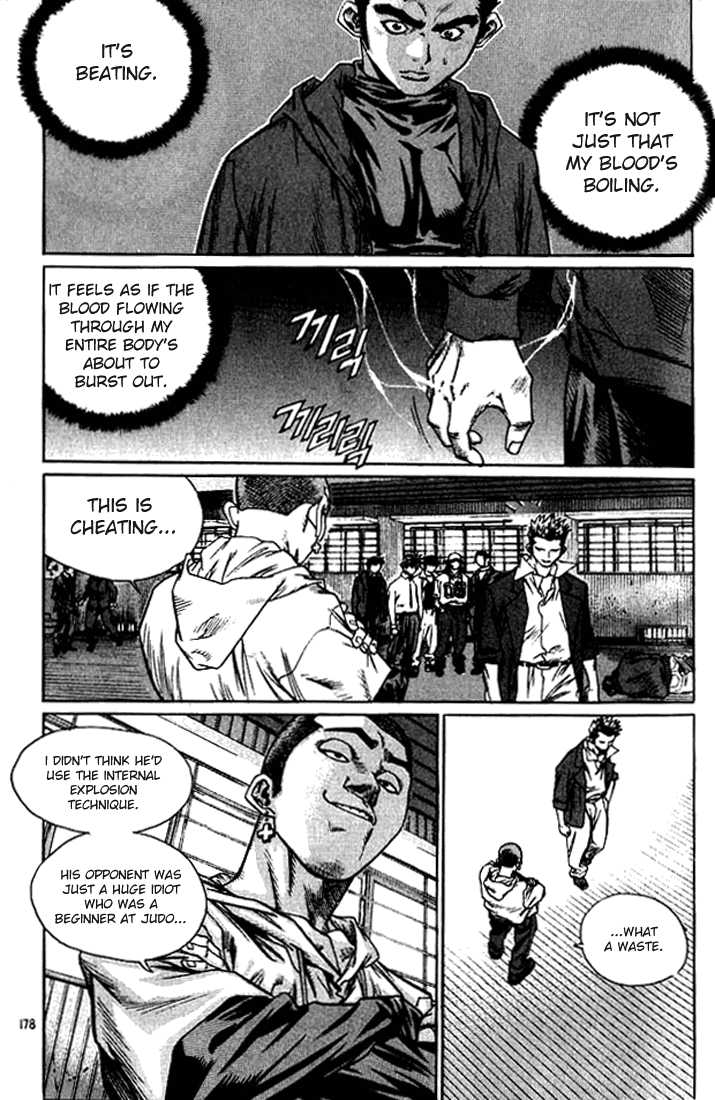 IT'S
BEATING.
IT'S NOT
JUST THAT
MY BLOOD'S
BOILING.
IT FEELS AS IF THE
BLOOD FLOWING
THROUGH MY
ENTIRE BODY'S
ABOUT TO
BURST OUT.
끼릭
끼리릭
THIS IS
CHEATING...
I DIDN'T THINK HE'D
USE THE INTERNAL
EXPLOSION
TECHNIQUE.
HIS OPPONENT WAS
JUST A HUGE IDIOT
WHO WAS A
BEGINNER AT JUDO...
...WHAT
A WASTE.
178